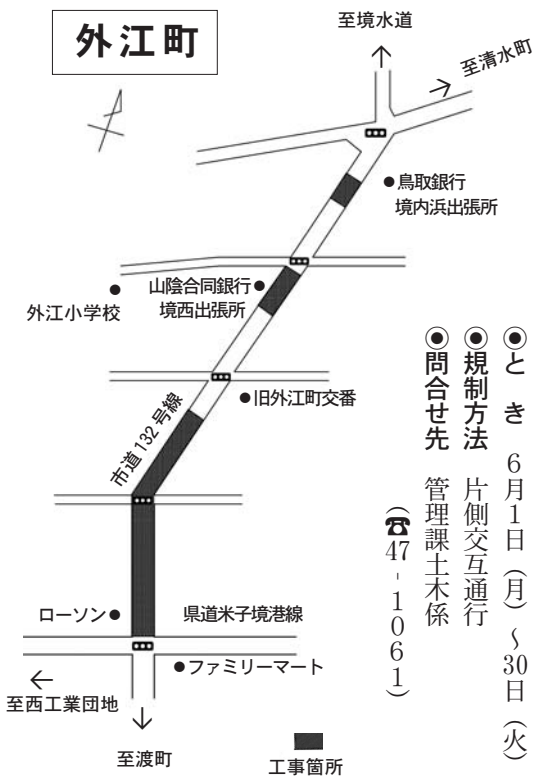 外江町
至境水道
至清水町
●鳥取銀行
境内浜出張所
山陰合同銀行●
境西出張所
●
外江小学校
●旧外江町交番
市道132号線
ローソン●
県道米子境港線
●ファミリーマート
至西工業団地
至渡町
工事箇所
◉と き 6月1日(月)～30日(火)
◉規制方法 片側交互通行
◉問合せ先 管理課土木係
(☎47-1061)